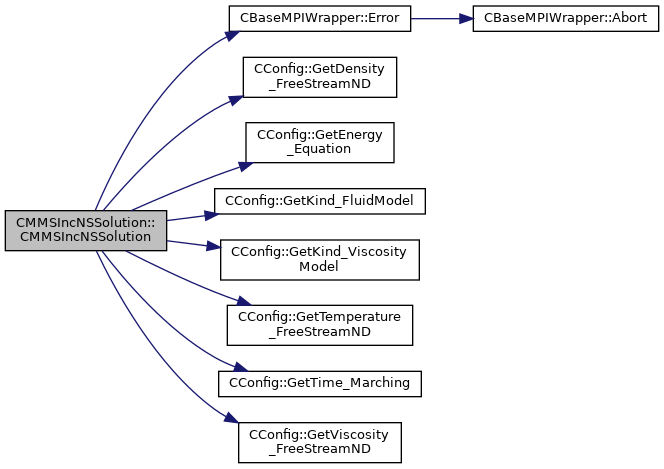 CMMSIncNSSolution::
CMMSIncNSSolution
CBaseMPIWrapper::Error
CBaseMPIWrapper::Abort
CConfig::GetDensity
_FreeStreamND
CConfig::GetEnergy
_Equation
CConfig::GetKind_FluidModel
CConfig::GetKind_Viscosity
Model
CConfig::GetTemperature
_FreeStreamND
CConfig::GetTime_Marching
CConfig::GetViscosity
_FreeStreamND